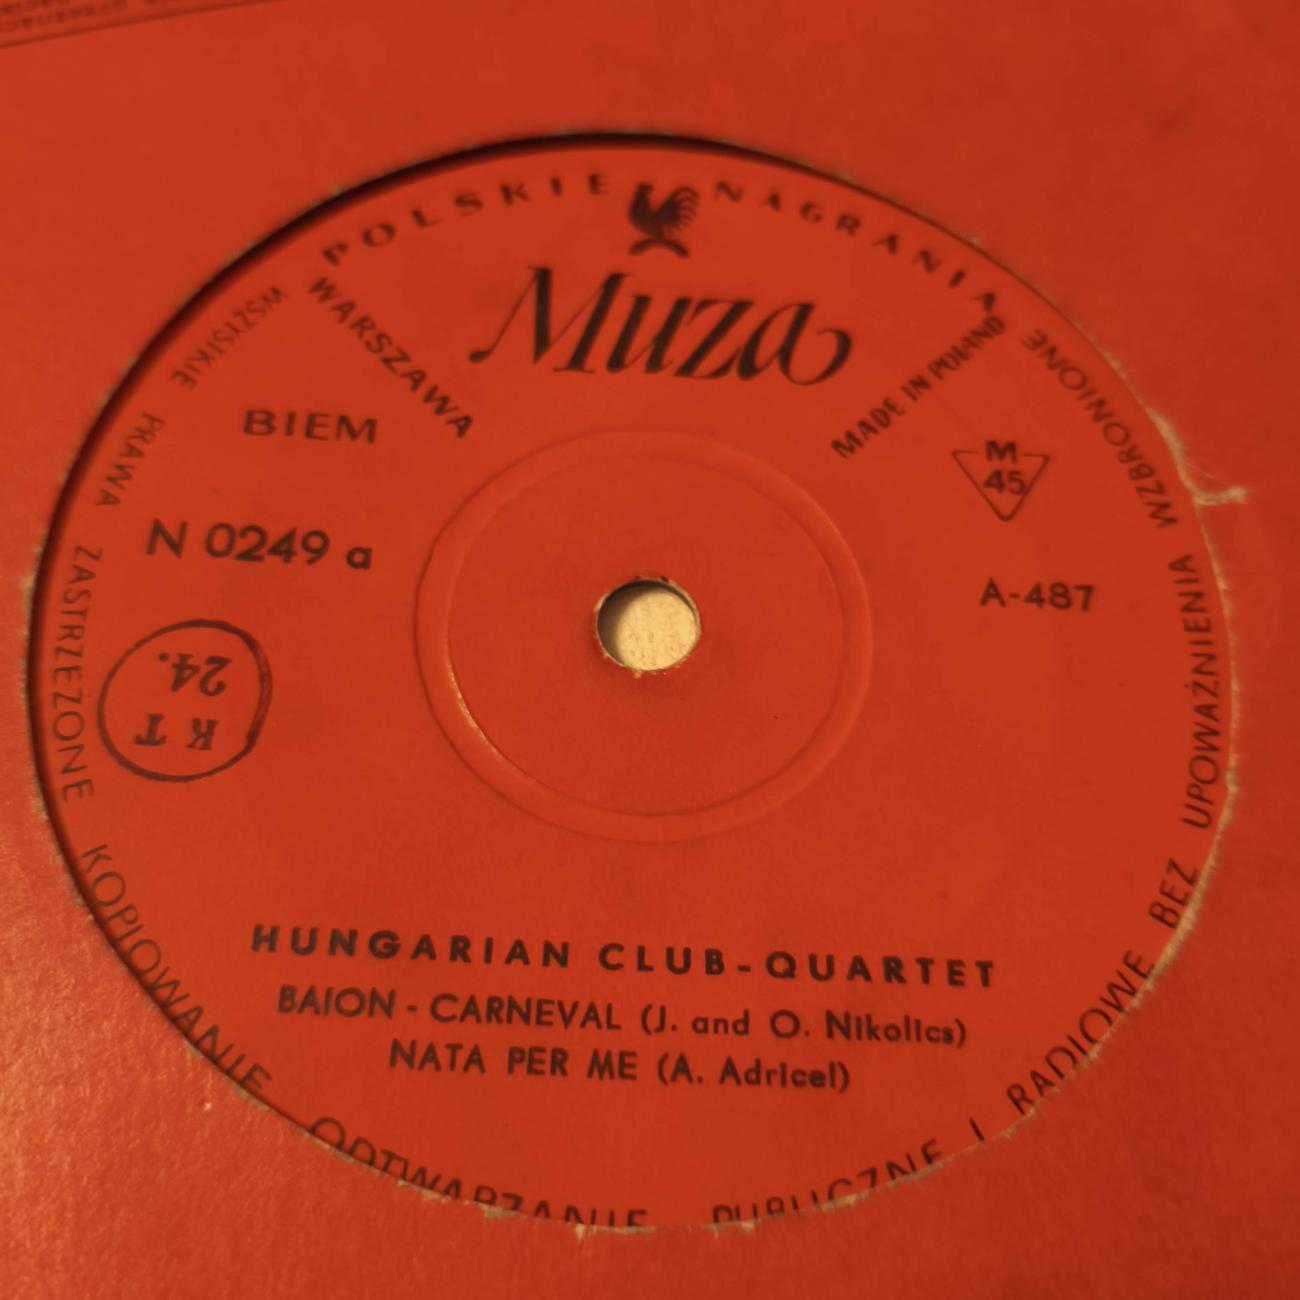 POLSKIE NAGRANIA
Muza
WARSZAWA
MADE IN POLAND
BIEM
M
45
N 0249 a
A-487
K T
24.
HUNGARIAN CLUB-QUARTET
BAION - CARNEVAL (J. and O. Nikolics)
NATA PER ME (A. Adricel)
WSZYSTKIE PRAWA ZASTRZEŻONE KOPIOWANIE ODTWARZANIE PUBLICZNE I RADIOWE BEZ UPOWAŻNIENIA WZBRONIONE